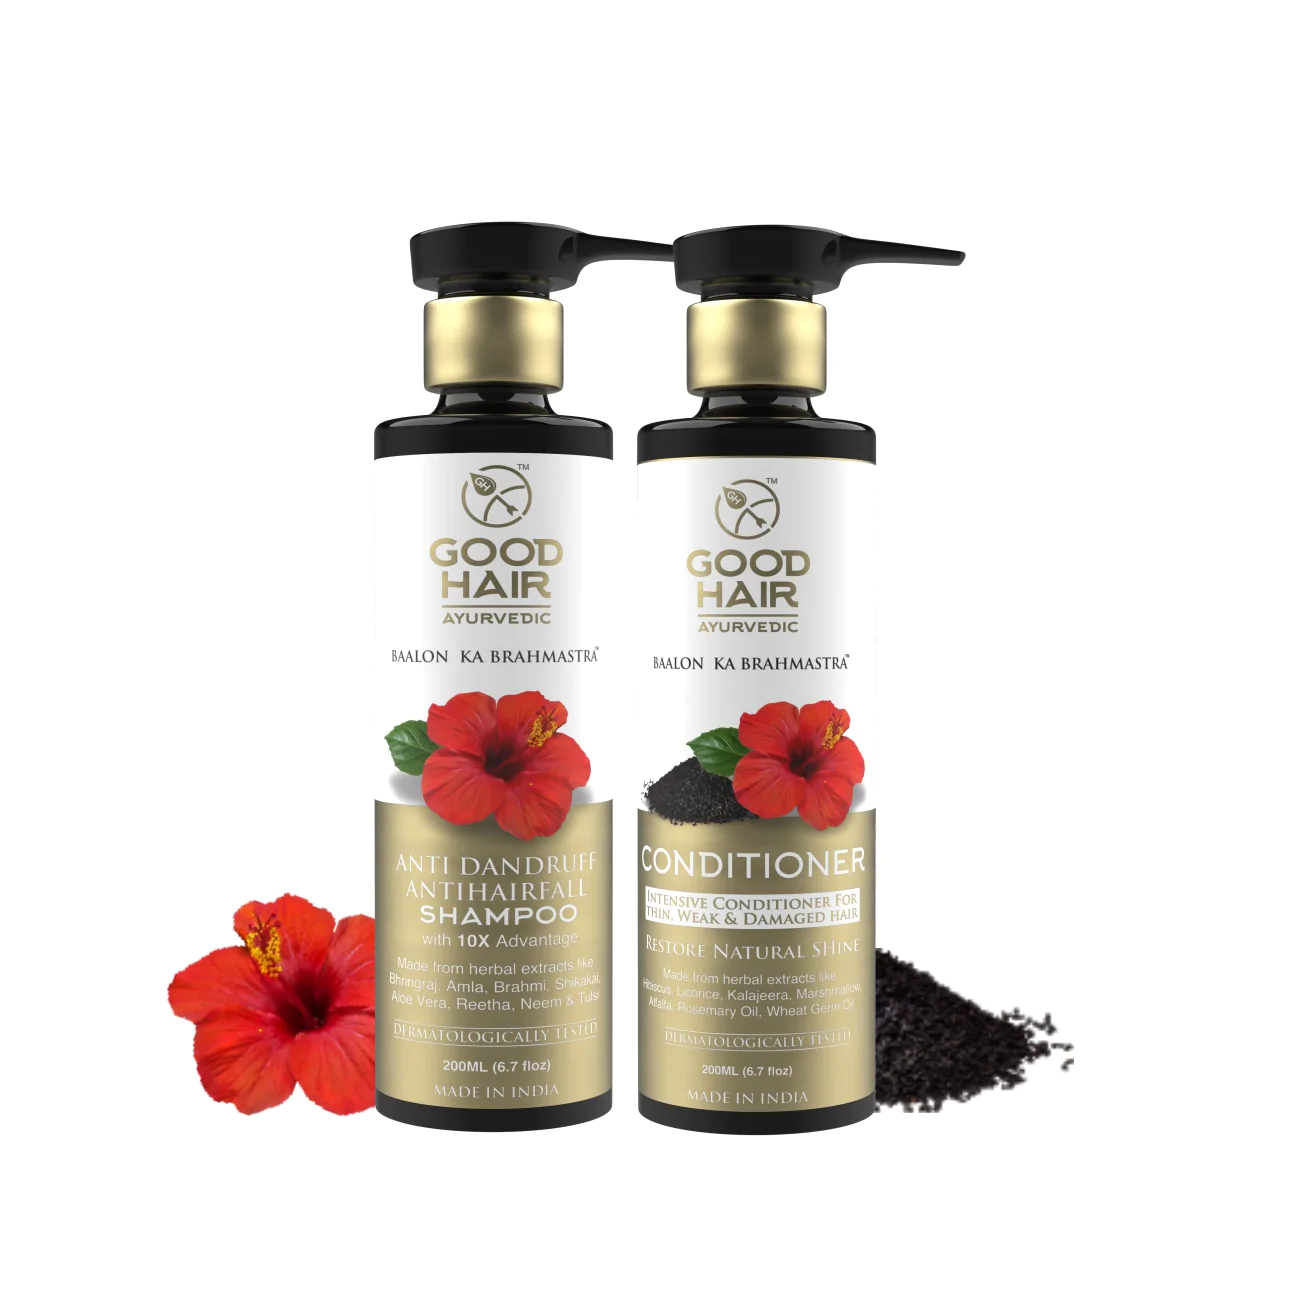 GH
TM
GOOD
HAIR
AYURVEDIC
BAALON KA BRAHMASTRA™
ANTI DANDRUFF
ANTIHAIRFALL
SHAMPOO
with 10X Advantage
Made from herbal extracts like
Bhringraj, Amla, Brahmi, Shikakai,
Aloe Vera, Reetha, Neem & Tulsi
DERMATOLOGICALLY TESTED
200ML (6.7 floz)
MADE IN INDIA
GH
TM
GOOD
HAIR
AYURVEDIC
BAALON KA BRAHMASTRA™
CONDITIONER
INTENSIVE CONDITIONER FOR
THIN, WEAK & DAMAGED HAIR
RESTORE NATURAL SHINE
Made from herbal extracts like
Hibiscus, Licorice, Kalajeera, Marshmallow,
Alfalfa, Rosemary Oil, Wheat Germ Oil
DERMATOLOGICALLY TESTED
200ML (6.7 floz)
MADE IN INDIA